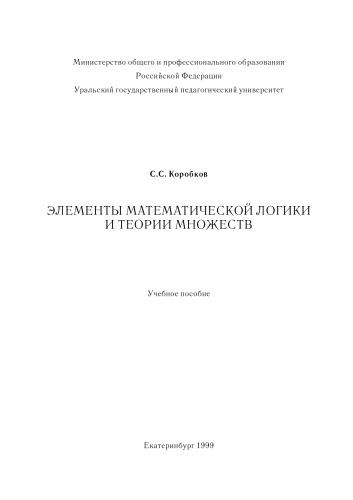 Министерство общего и профессионального образования
Российской Федерации
Уральский государственный педагогический университет
С.С. Коробков
ЭЛЕМЕНТЫ МАТЕМАТИЧЕСКОЙ ЛОГИКИ
И ТЕОРИИ МНОЖЕСТВ
Учебное пособие
Екатеринбург 1999